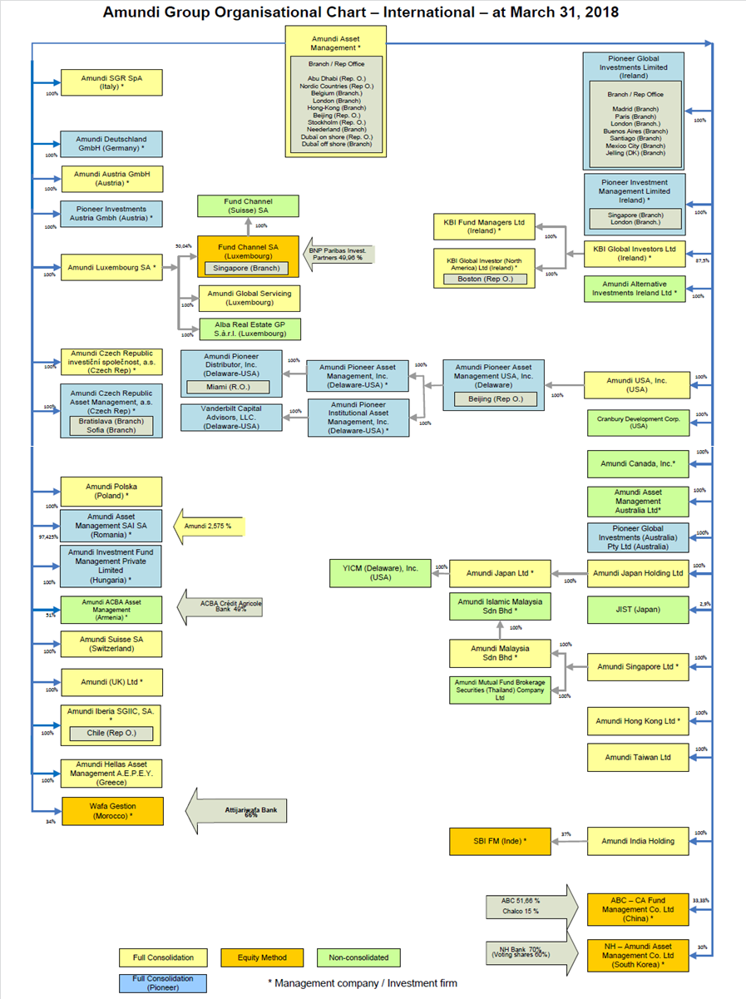 Amundi Group Organisational Chart – International – at March 31, 2018
Amundi Asset
Management *
Branch / Rep Office
Abu Dhabi (Rep. O.)
Nordic Countries (Rep O.)
Belgium (Branch.)
London (Branch)
Hong-Kong (Branch)
Beijing (Rep. O.)
Stockholm (Rep. O.)
Neederland (Branch)
Dubaï on shore (Rep. O.)
Dubaï off shore (Branch)
Amundi SGR SpA
(Italy) *
100%
Amundi Deutschland
GmbH (Germany) *
100%
Amundi Austria GmbH
(Austria) *
100%
Pioneer Investments
Austria Gmbh (Austria) *
100%
Amundi Luxembourg SA *
100%
Fund Channel
(Suisse) SA
100%
50,04%
Fund Channel SA
(Luxembourg)
Singapore (Branch)
BNP Paribas Invest.
Partners 49,96 %
Amundi Global Servicing
(Luxembourg)
100%
Alba Real Estate GP
S.à.r.l. (Luxembourg)
100%
Amundi Czech Republic
investiční společnost, a.s.
(Czech Rep) *
100%
Amundi Czech Republic
Asset Management, a.s.
(Czech Rep) *
Bratislava (Branch)
Sofia (Branch)
100%
Amundi Polska
(Poland) *
100%
Amundi Asset
Management SAI SA
(Romania) *
97,425%
Amundi 2,575 %
Amundi Investment Fund
Management Private
Limited
(Hungaria) *
100%
Amundi ACBA Asset
Management
(Armenia) *
51%
ACBA Crédit Agricole
Bank 49%
Amundi Suisse SA
(Switzerland)
100%
Amundi (UK) Ltd *
100%
Amundi Iberia SGIIC, SA.
*
Chile (Rep O.)
100%
Amundi Hellas Asset
Management A.E.P.E.Y.
(Greece)
100%
Wafa Gestion
(Morocco) *
34%
Attijariwafa Bank
66%
Pioneer Global
Investments Limited
(Ireland)
Branch / Rep Office
Madrid (Branch)
Paris (Branch)
London (Branch.)
Buenos Aires (Branch)
Santiago (Branch)
Mexico City (Branch)
Jelling (DK) (Branch)
100%
Pioneer Investment
Management Limited
Ireland) *
Singapore (Branch)
London (Branch.)
100%
KBI Fund Managers Ltd
(Ireland) *
100%
KBI Global Investor (North
America) Ltd (Ireland) *
Boston (Rep O.)
100%
KBI Global Investors Ltd
(Ireland) *
87,5%
Amundi Alternative
Investments Ireland Ltd *
100%
Amundi Pioneer
Distributor, Inc.
(Delaware-USA)
Miami (R.O.)
100%
Amundi Pioneer Asset
Management, Inc.
(Delaware-USA) *
100%
Amundi Pioneer Asset
Management USA, Inc.
(Delaware)
Beijing (Rep O.)
100%
Amundi USA, Inc.
(USA)
100%
Vanderbilt Capital
Advisors, LLC.
(Delaware-USA)
100%
Amundi Pioneer
Institutional Asset
Management, Inc.
(Delaware-USA) *
100%
Cranbury Development Corp.
(USA)
100%
Amundi Canada, Inc.*
100%
Amundi Asset
Management
Australia Ltd*
100%
Pioneer Global
Investments (Australia)
Pty Ltd (Australia)
100%
YICM (Delaware), Inc.
(USA)
100%
Amundi Japan Ltd *
100%
Amundi Japan Holding Ltd
100%
Amundi Islamic Malaysia
Sdn Bhd *
100%
JIST (Japan)
2,9%
Amundi Malaysia
Sdn Bhd *
100%
Amundi Singapore Ltd *
100%
Amundi Mutual Fund Brokerage
Securities (Thailand) Company
Ltd
100%
Amundi Hong Kong Ltd *
100%
Amundi Taiwan Ltd
100%
SBI FM (Inde) *
37%
Amundi India Holding
100%
ABC 51,66 %
Chalco 15 %
ABC – CA Fund
Management Co. Ltd
(China) *
33,33%
NH Bank 70%
(Voting shares 60%)
NH – Amundi Asset
Management Co. Ltd
(South Korea) *
30%
Full Consolidation
Equity Method
Non-consolidated
Full Consolidation
(Pioneer)
* Management company / Investment firm